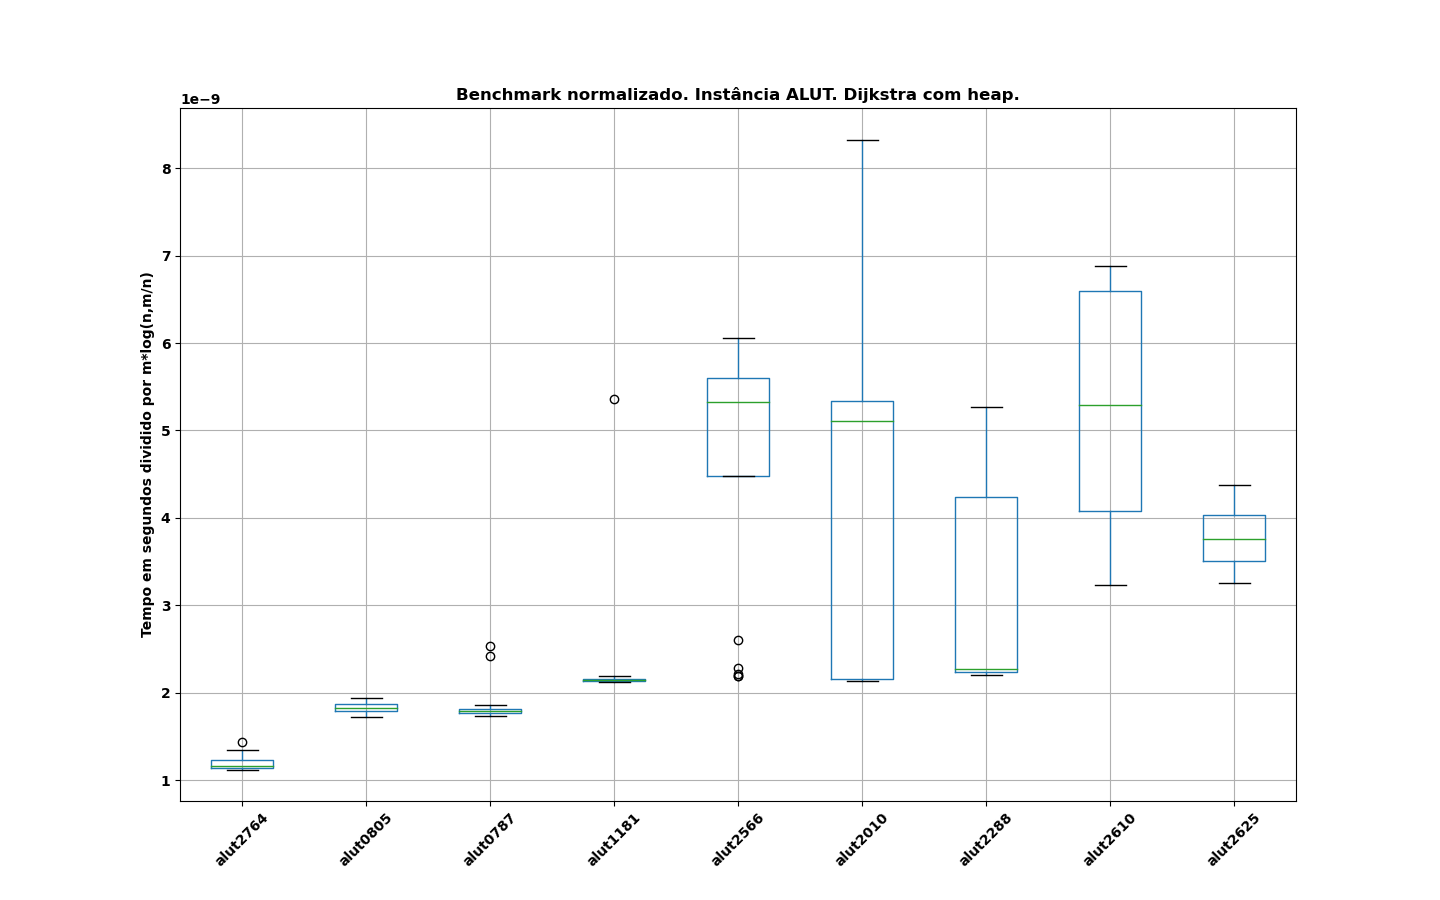 Benchmark normalizado. Instância ALUT. Dijkstra com heap.
1e−9
Tempo em segundos dividido por m*log(n,m/n)
8
7
6
5
4
3
2
1
alut2764
alut0805
alut0787
alut1181
alut2566
alut2010
alut2288
alut2610
alut2625